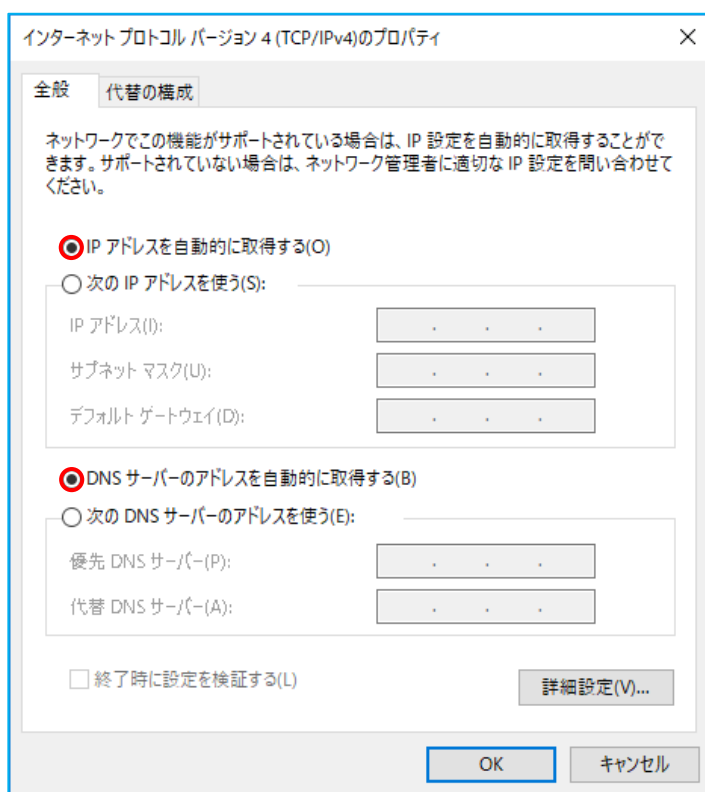 インターネット プロトコル バージョン 4 (TCP/IPv4)のプロパティ
全般
代替の構成
ネットワークでこの機能がサポートされている場合は、IP 設定を自動的に取得することがで
きます。サポートされていない場合は、ネットワーク管理者に適切な IP 設定を問い合わせて
ください。
IP アドレスを自動的に取得する(O)
次の IP アドレスを使う(S):
IP アドレス(I):
サブネット マスク(U):
デフォルト ゲートウェイ(D):
DNS サーバーのアドレスを自動的に取得する(B)
次の DNS サーバーのアドレスを使う(E):
優先 DNS サーバー(P):
代替 DNS サーバー(A):
終了時に設定を検証する(L)
詳細設定(V)...
OK
キャンセル